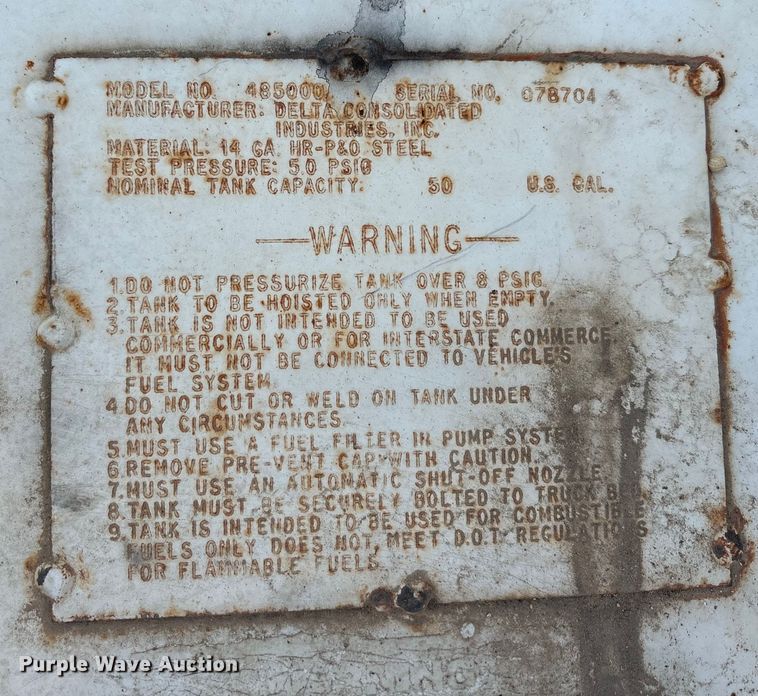 MODEL NO. 485000 SERIAL NO. 078704
MANUFACTURER: DELTA CONSOLIDATED
INDUSTRIES, INC.
MATERIAL: 14 GA. HR-P&O STEEL
TEST PRESSURE: 5.0 PSIG
NOMINAL TANK CAPACITY: 50 U.S. GAL.
WARNING
1. DO NOT PRESSURIZE TANK OVER 8 PSIG.
2. TANK TO BE HOISTED ONLY WHEN EMPTY.
3. TANK IS NOT INTENDED TO BE USED
COMMERCIALLY OR FOR INTERSTATE COMMERCE.
IT MUST NOT BE CONNECTED TO VEHICLE'S
FUEL SYSTEM.
4. DO NOT CUT OR WELD ON TANK UNDER
ANY CIRCUMSTANCES.
5. MUST USE A FUEL FILTER IN PUMP SYSTE
6. REMOVE PRE-VENT CAP WITH CAUTION.
7. MUST USE AN AUTOMATIC SHUT-OFF NOZZLE
8. TANK MUST BE SECURELY BOLTED TO TRUCK
9. TANK IS INTENDED TO BE USED FOR COMBUSTIBLE
FUELS ONLY DOES NOT MEET D.O.T. REGULATIONS
FOR FLAMMABLE FUELS.
Purple Wave Auction